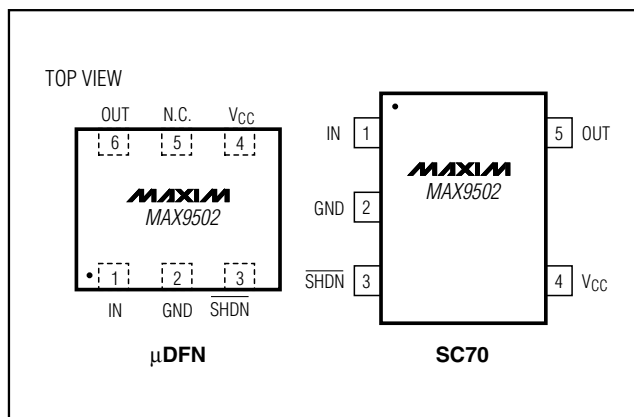 TOP VIEW
OUT N.C. VCC
6 5 4
MAXIM
MAX9502
1 2 3
IN GND SHDN
µDFN
IN 1
5 OUT
MAXIM
MAX9502
GND 2
SHDN 3
4 VCC
SC70